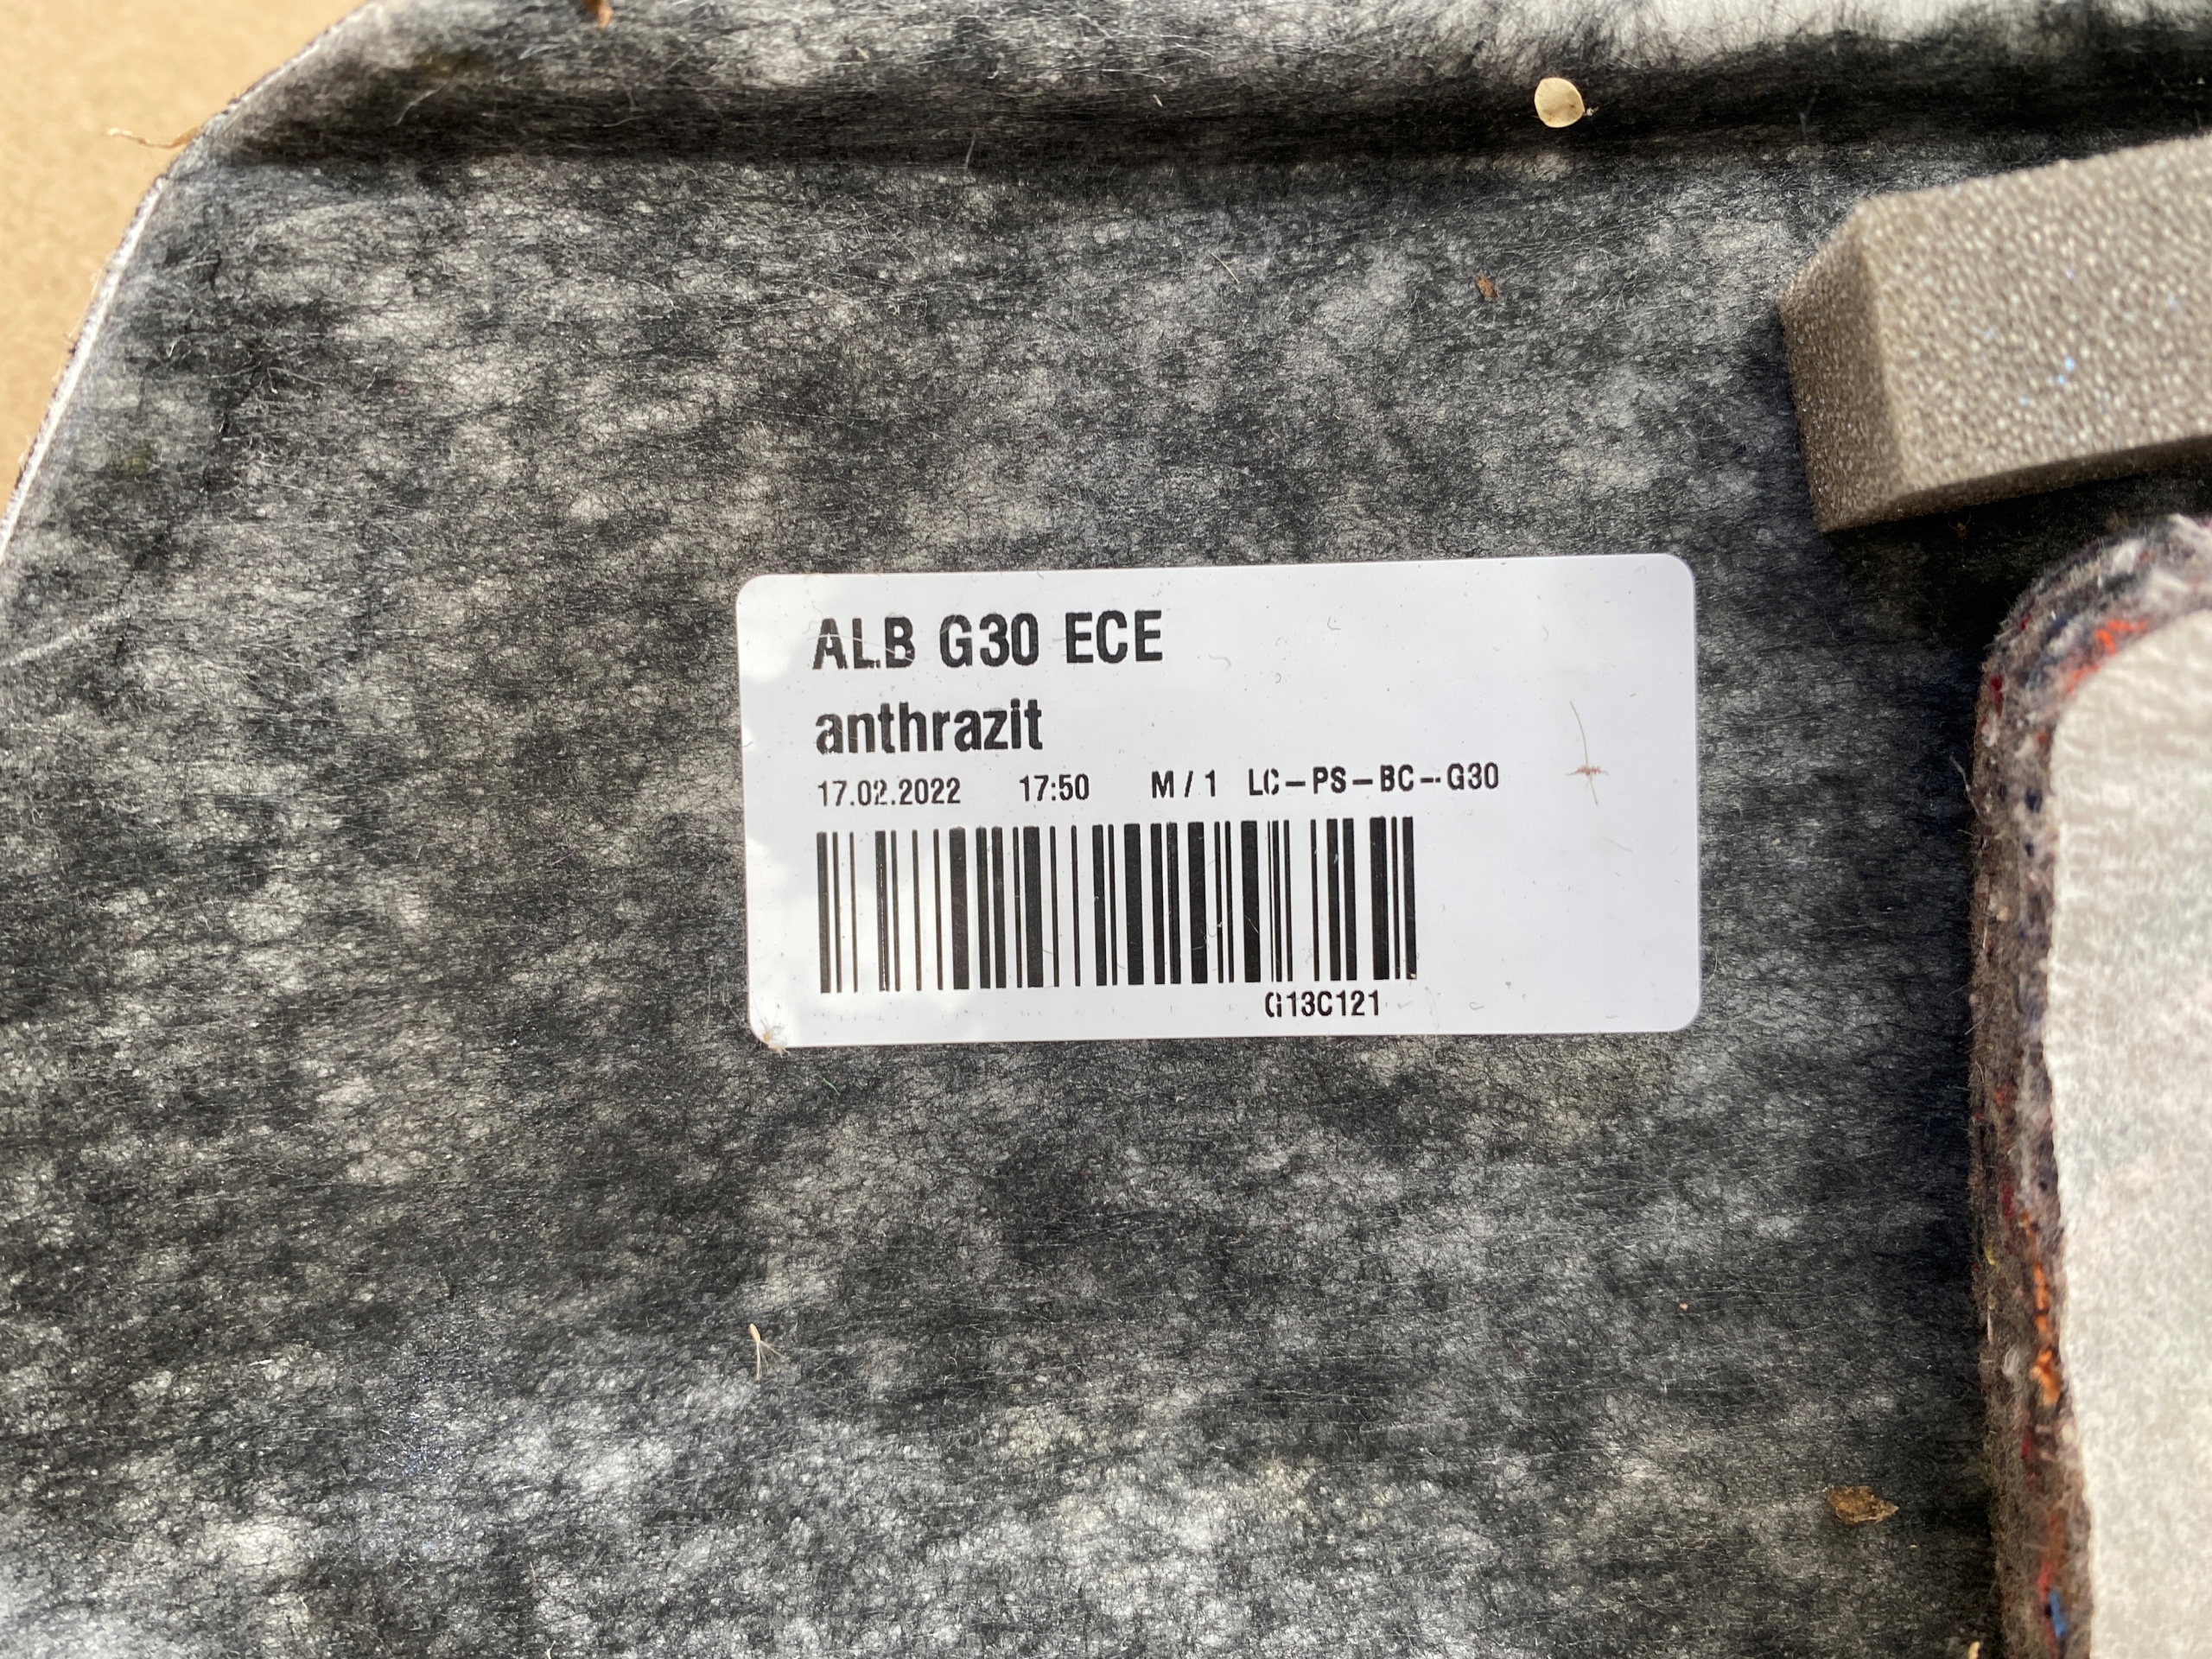 ALB G30 ECE
anthrazit
17.02.2022 17:50 M / 1 LC-PS-BC-G30
G13C121